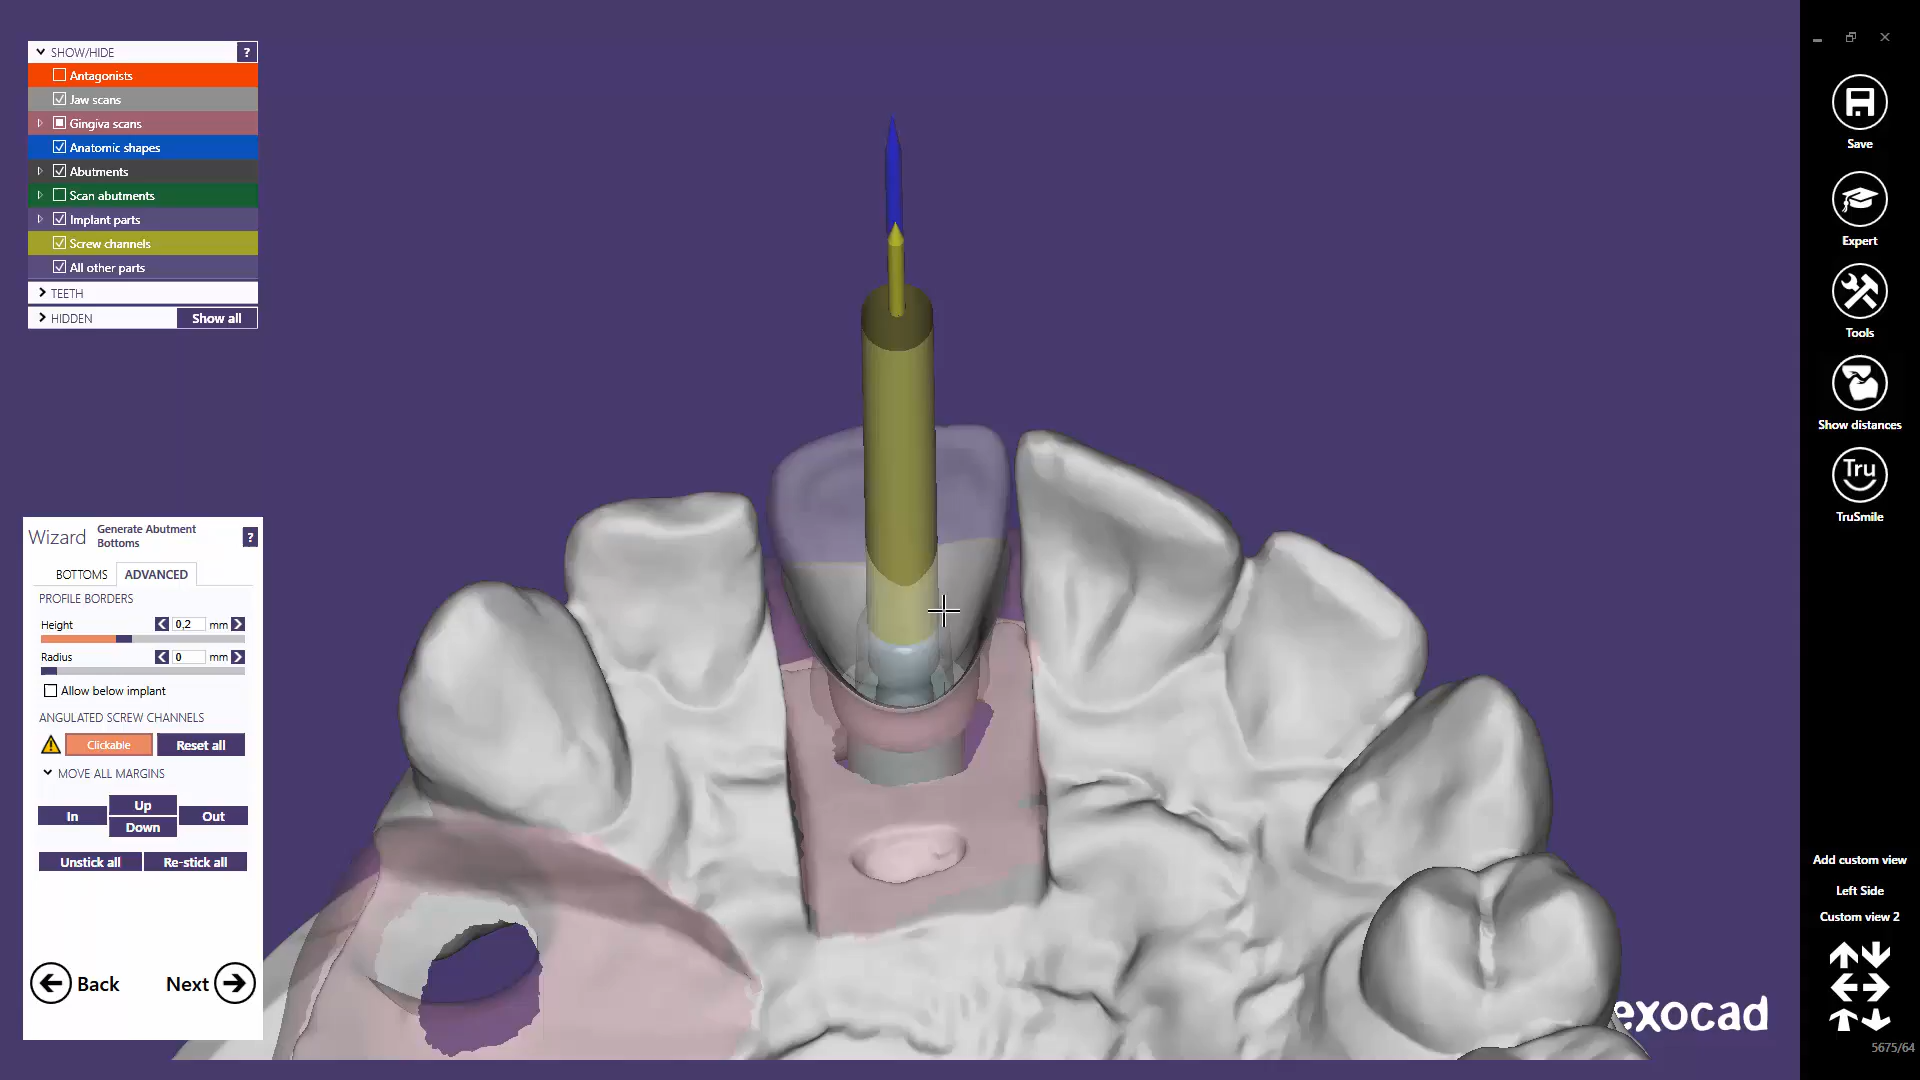 SHOW/HIDE ?
Antagonists
Jaw scans
Gingiva scans
Anatomic shapes
Abutments
Scan abutments
Implant parts
Screw channels
All other parts
TEETH
HIDDEN Show all
Wizard Generate Abutment Bottoms ?
BOTTOMS ADVANCED
PROFILE BORDERS
Height 0,2 mm
Radius 0 mm
Allow below implant
ANGULATED SCREW CHANNELS
Clickable Reset all
MOVE ALL MARGINS
In Up Out
Down
Unstick all Re-stick all
Back Next
Save
Expert
Tools
Show distances
Tru
TruSmile
Add custom view
Left Side
Custom view 2
exocad
5675/64